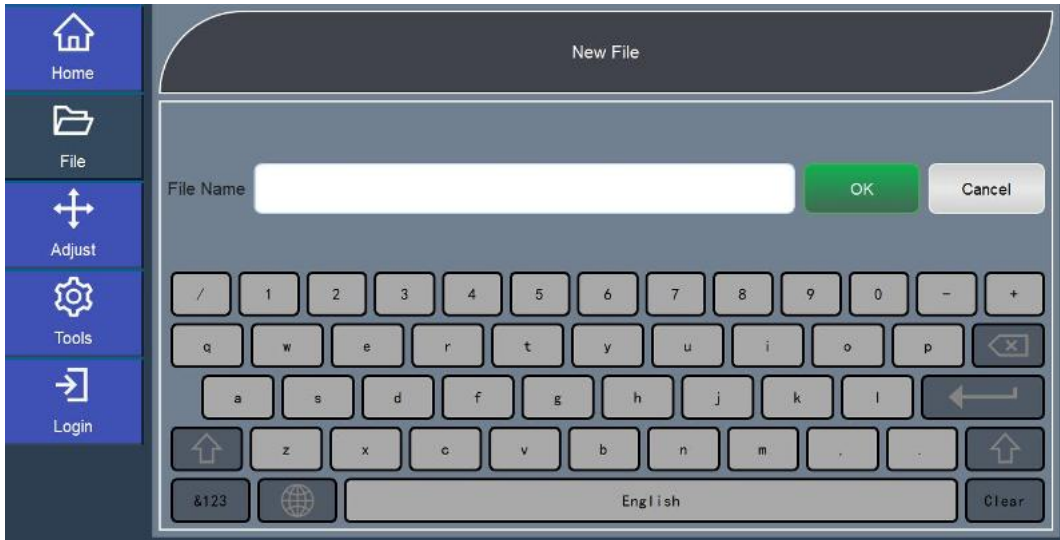 Home
New File
File
File Name
OK
Cancel
Adjust
Tools
Login
/ 1 2 3 4 5 6 7 8 9 0 - +
q w e r t y u i o p
a s d f g h j k l
z x c v b n m , .
&123
English
Clear